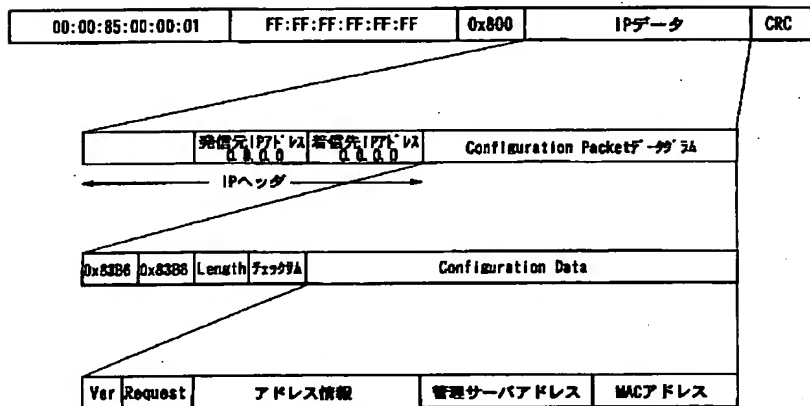 00:00:85:00:00:01 FF:FF:FF:FF:FF:FF 0x800 IPデータ CRC
発信元IPアドレス 着信先IPアドレス Configuration Packetデータグラム
0.0.0.0 0.0.0.0
IPヘッダ
0x83B6 0x83B6 Length チェックサム Configuration Data
Ver Request アドレス情報 管理サーバアドレス MACアドレス